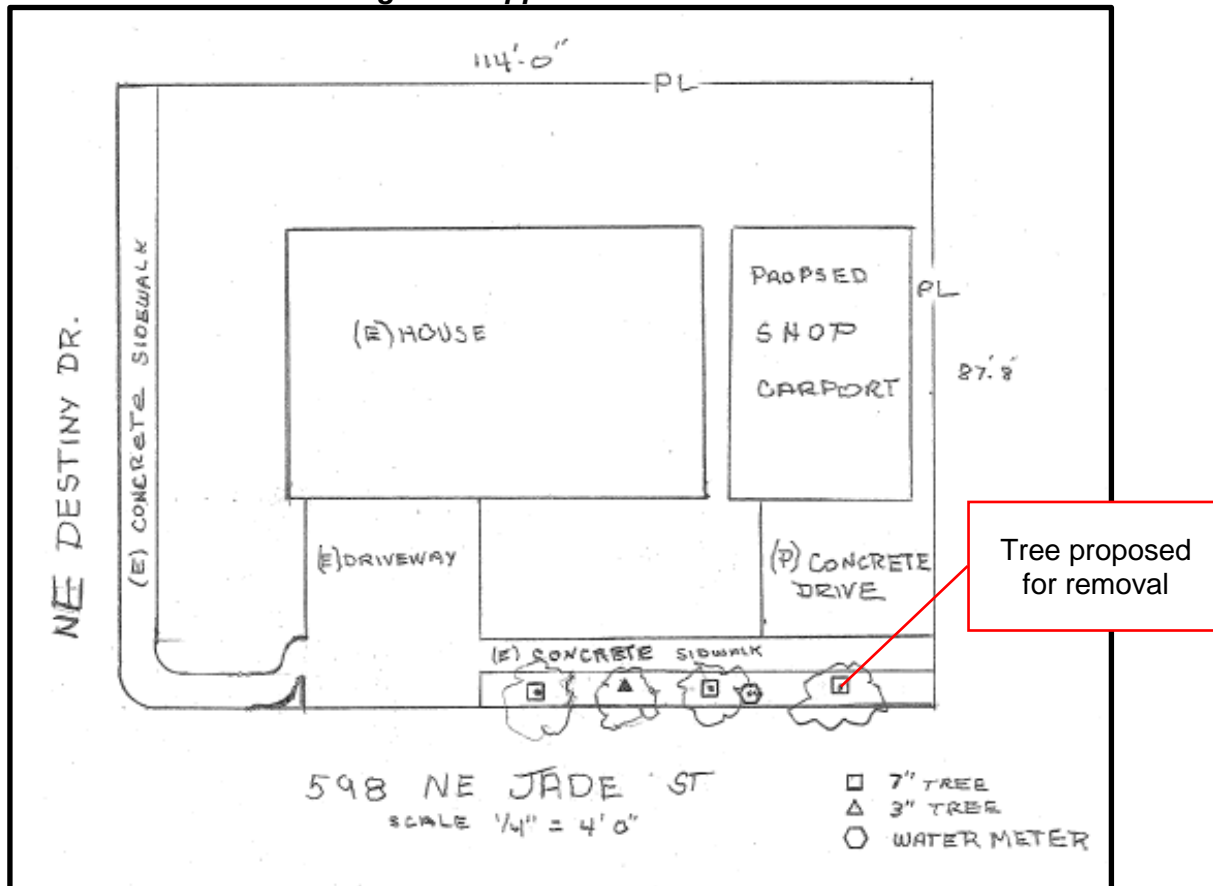 114'-0"
PL
(E) CONCRETE SIDEWALK
NE DESTINY DR.
(E) HOUSE
PROPSED
SHOP
CARPORT
PL
87'.8"
(E) DRIVEWAY
(P) CONCRETE
DRIVE
Tree proposed
for removal
(E) CONCRETE SIDWALK
598 NE JADE ST
SCALE 1/4" = 4'0"
7" TREE
3" TREE
WATER METER